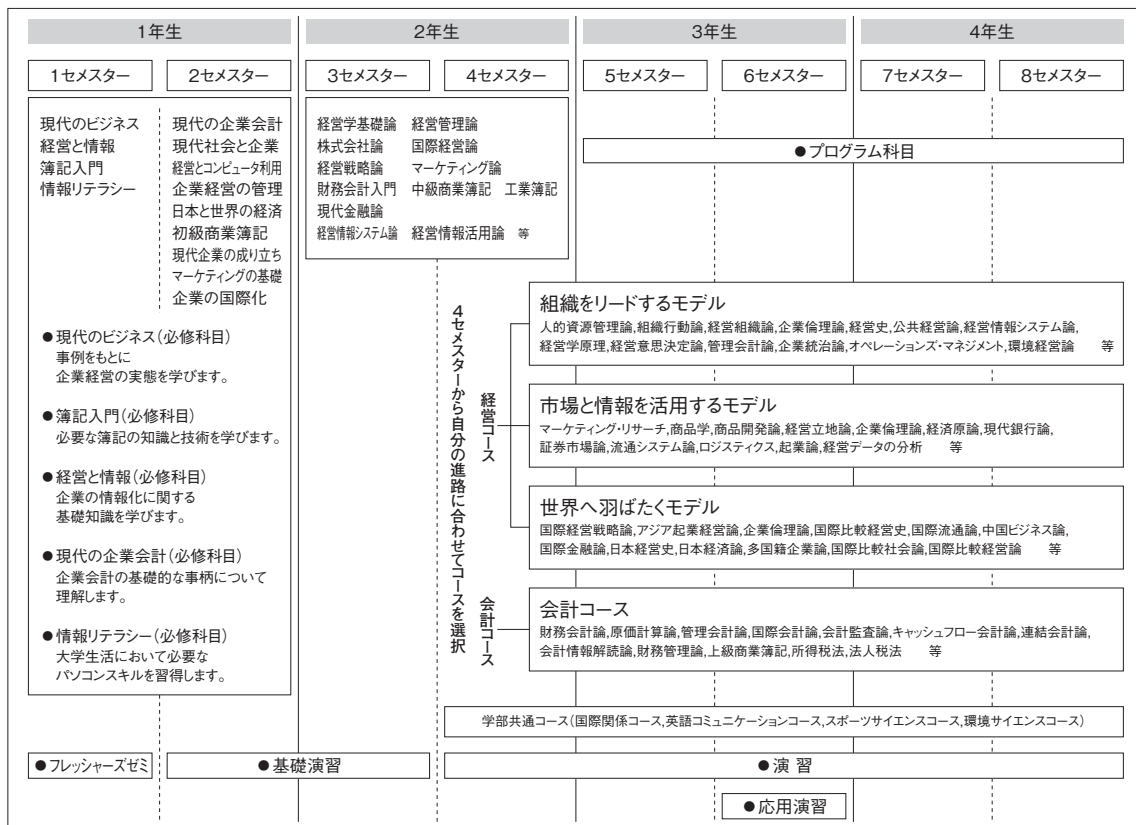 1年生
2年生
3年生
4年生
1セメスター
2セメスター
3セメスター
4セメスター
5セメスター
6セメスター
7セメスター
8セメスター
現代のビジネス
経営と情報
簿記入門
情報リテラシー
現代の企業会計
現代社会と企業
経営とコンピュータ利用
企業経営の管理
日本と世界の経済
初級商業簿記
現代企業の成り立ち
マーケティングの基礎
企業の国際化
●現代のビジネス(必修科目)
事例をもとに
企業経営の実態を学びます。
●簿記入門(必修科目)
必要な簿記の知識と技術を学びます。
●経営と情報(必修科目)
企業の情報化に関する
基礎知識を学びます。
●現代の企業会計(必修科目)
企業会計の基礎的な事柄について
理解します。
●情報リテラシー(必修科目)
大学生活において必要な
パソコンスキルを習得します。
経営学基礎論 経営管理論
株式会社論 国際経営論
経営戦略論 マーケティング論
財務会計入門 中級商業簿記 工業簿記
現代金融論
経営情報システム論 経営情報活用論 等
●プログラム科目
4セメスターから自分の進路に合わせてコースを選択
経営コース
組織をリードするモデル
人的資源管理論,組織行動論,経営組織論,企業倫理論,経営史,公共経営論,経営情報システム論,
経営学原理,経営意思決定論,管理会計論,企業統治論,オペレーションズ・マネジメント,環境経営論 等
市場と情報を活用するモデル
マーケティング・リサーチ,商品学,商品開発論,経営立地論,企業倫理論,経済原論,現代銀行論,
証券市場論,流通システム論,ロジスティクス,起業論,経営データの分析 等
世界へ羽ばたくモデル
国際経営戦略論,アジア起業経営論,企業倫理論,国際比較経営史,国際流通論,中国ビジネス論,
国際金融論,日本経営史,日本経済論,多国籍企業論,国際比較社会論,国際比較経営論 等
会計コース
会計コース
財務会計論,原価計算論,管理会計論,国際会計論,会計監査論,キャッシュフロー会計論,連結会計論,
会計情報解読論,財務管理論,上級商業簿記,所得税法,法人税法 等
学部共通コース(国際関係コース,英語コミュニケーションコース,スポーツサイエンスコース,環境サイエンスコース)
●フレッシャーズゼミ
●基礎演習
●演 習
●応用演習